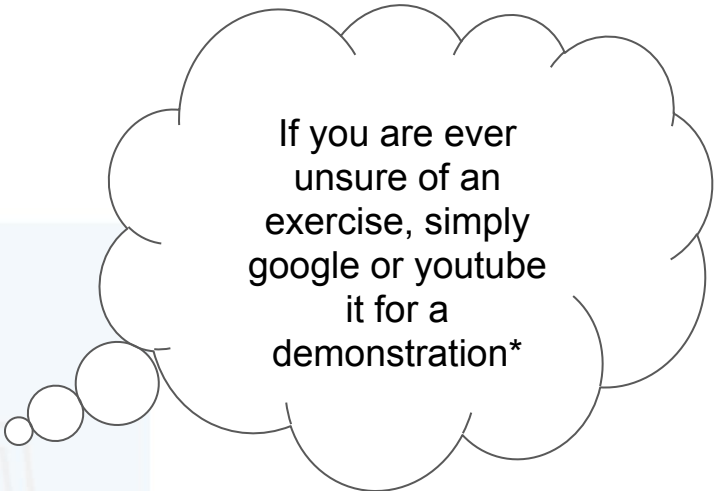 If you are ever
unsure of an
exercise, simply
google or youtube
it for a
demonstration*